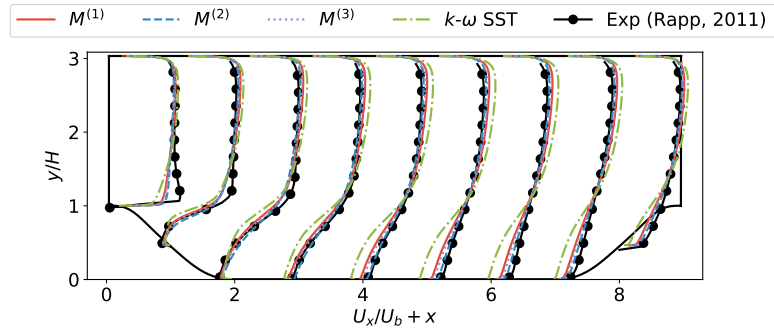 M^(1) M^(2) M^(3) k-ω SST Exp (Rapp, 2011)
3
2
1
0
y/H
0 2 4 6 8
U_x/U_b + x